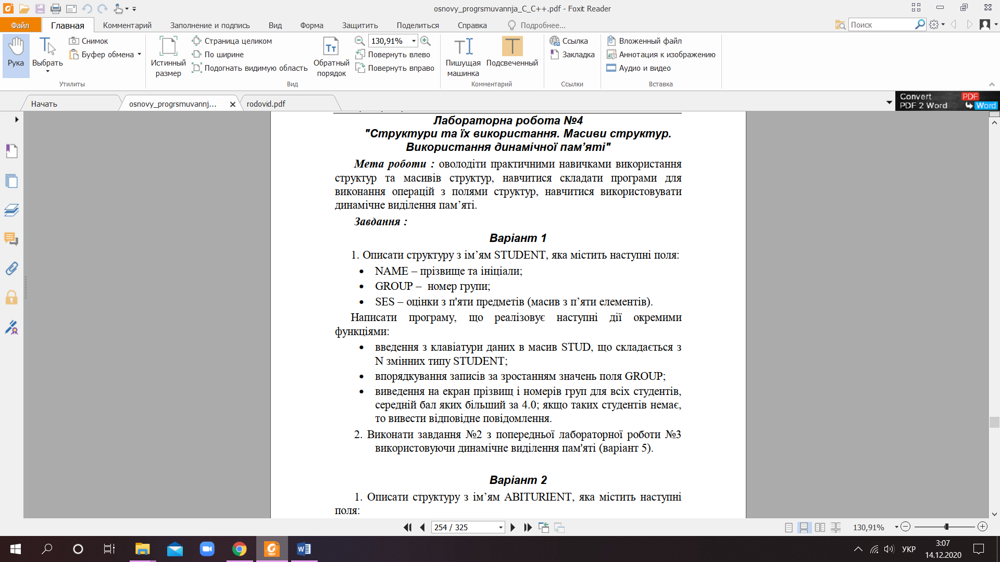 osnovy_progrsmuvannja_C_C++.pdf - Foxit Reader
Файл
Главная
Комментарий
Заполнение и подпись
Вид
Форма
Защитить
Поделиться
Справка
Подробнее...
Поиск
Рука
Выбрать
Снимок
Буфер обмена
Утилиты
Истинный размер
Страница целиком
По ширине
Подогнать видимую область
Обратный порядок
130,91%
Повернуть влево
Повернуть вправо
Вид
Пишущая машинка
Подсвеченный
Комментарий
Ссылка
Закладка
Ссылки
Вложенный файл
Аннотация к изображению
Аудио и видео
Вставка
Начать
osnovy_progrsmuvannj...
rodovid.pdf
Convert PDF
PDF 2 Word Word
Лабораторна робота №4
"Структури та їх використання. Масиви структур.
Використання динамічної пам’яті"
Мета роботи : оволодіти практичними навичками використання
структур та масивів структур, навчитися складати програми для
виконання операцій з полями структур, навчитися використовувати
динамічне виділення пам’яті.
Завдання :
Варіант 1
1. Описати структуру з ім’ям STUDENT, яка містить наступні поля:
• NAME – прізвище та ініціали;
• GROUP – номер групи;
• SES – оцінки з п'яти предметів (масив з п’яти елементів).
Написати програму, що реалізовує наступні дії окремими
функціями:
• введення з клавіатури даних в масив STUD, що складається з
N змінних типу STUDENT;
• впорядкування записів за зростанням значень поля GROUP;
• виведення на екран прізвищ і номерів груп для всіх студентів,
середній бал яких більший за 4.0; якщо таких студентів немає,
то вивести відповідне повідомлення.
2. Виконати завдання №2 з попередньої лабораторної роботи №3
використовуючи динамічне виділення пам'яті (варіант 5).
Варіант 2
1. Описати структуру з ім’ям ABITURIENT, яка містить наступні
поля:
254 / 325
130,91%
УКР
3:07
14.12.2020